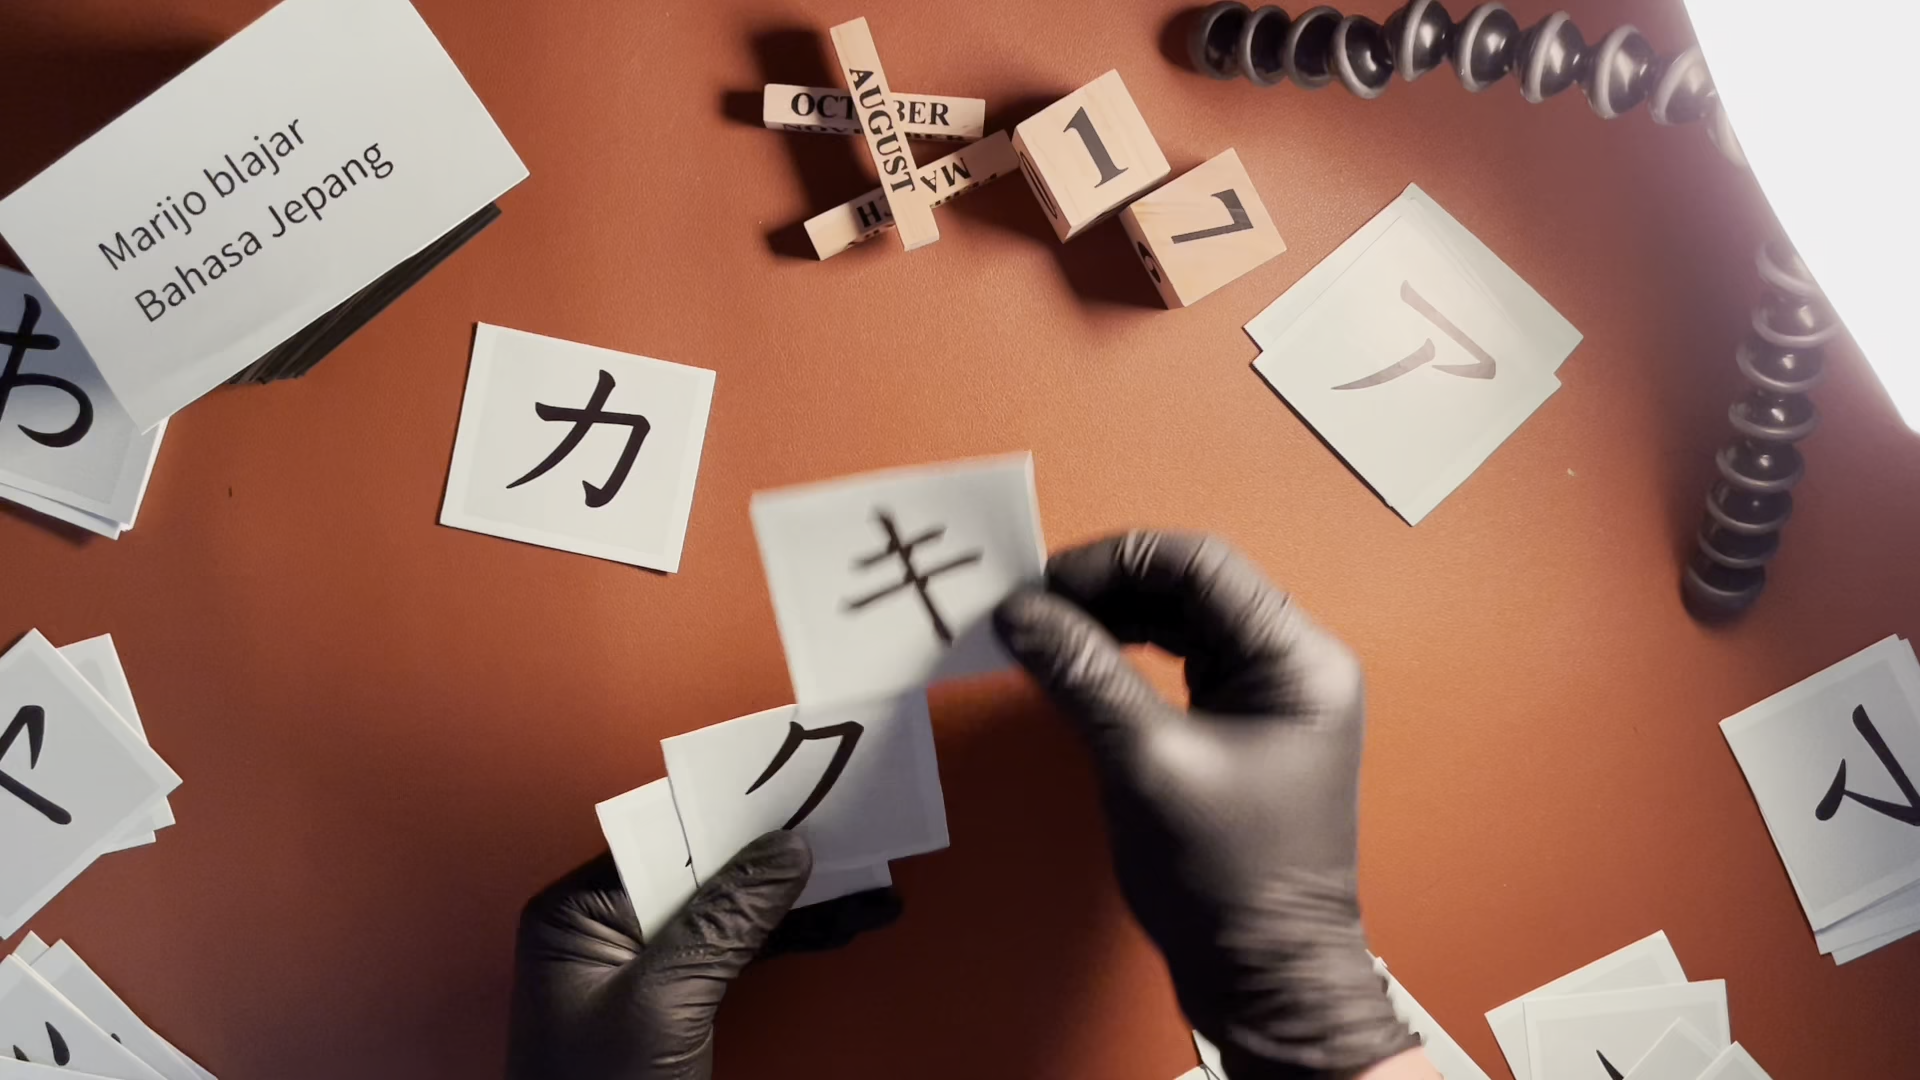 Marijo blajar
Bahasa Jepang
OCTOBER
AUGUST
1
7
お
カ
ア
キ
ク
マ